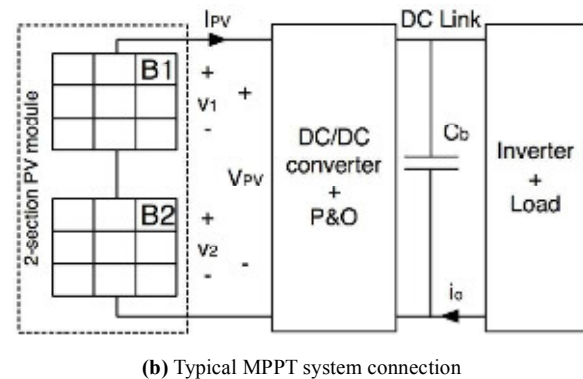 IPV
DC Link
2-section PV module
B1
+
v1
-
+
VPV
-
B2
+
v2
-
DC/DC
converter
+
P&O
Cb
Inverter
+
Load
io
(b) Typical MPPT system connection